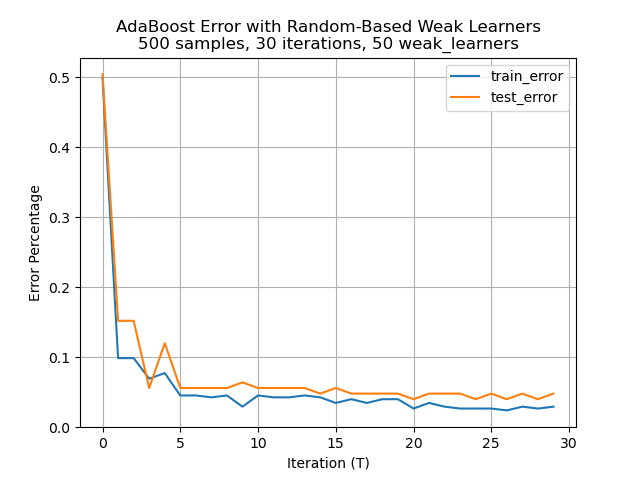 AdaBoost Error with Random-Based Weak Learners
500 samples, 30 iterations, 50 weak_learners
train_error
test_error
Error Percentage
0.5
0.4
0.3
0.2
0.1
0.0
0 5 10 15 20 25 30
Iteration (T)